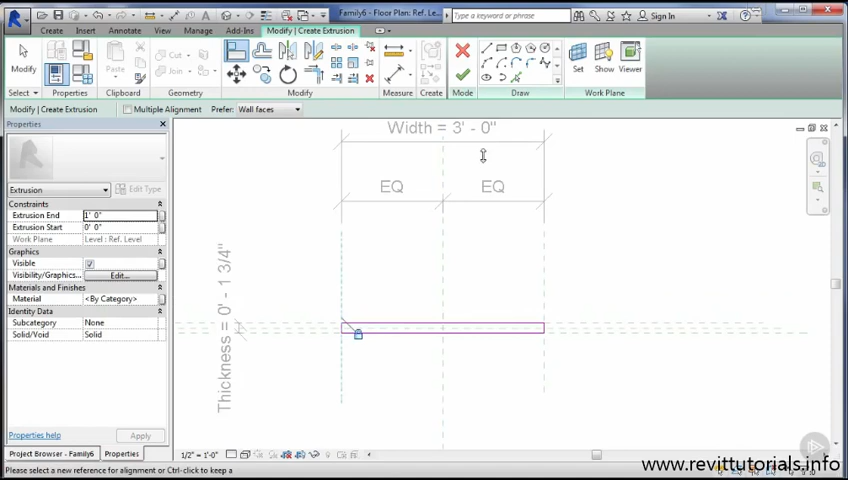 Family6 - Floor Plan: Ref. Le...
Type a keyword or phrase
Sign In
Create Insert Annotate View Manage Add-Ins Modify | Create Extrusion
Modify
Paste
Cut
Join
Set Show Viewer
Select Properties Clipboard Geometry Modify Measure Create Mode Draw Work Plane
Modify | Create Extrusion
Multiple Alignment
Prefer: Wall faces
Properties
Extrusion
Edit Type
Constraints
Extrusion End 1' 0"
Extrusion Start 0' 0"
Work Plane Level : Ref. Level
Graphics
Visible
Visibility/Graphics... Edit...
Materials and Finishes
Material <By Category>
Identity Data
Subcategory None
Solid/Void Solid
Properties help
Apply
Project Browser - Family6 Properties
Width = 3' - 0"
EQ EQ
Thickness = 0' - 1 3/4"
1/2" = 1'-0"
Please select a new reference for alignment or Ctrl-click to keep a
www.revittutorials.info